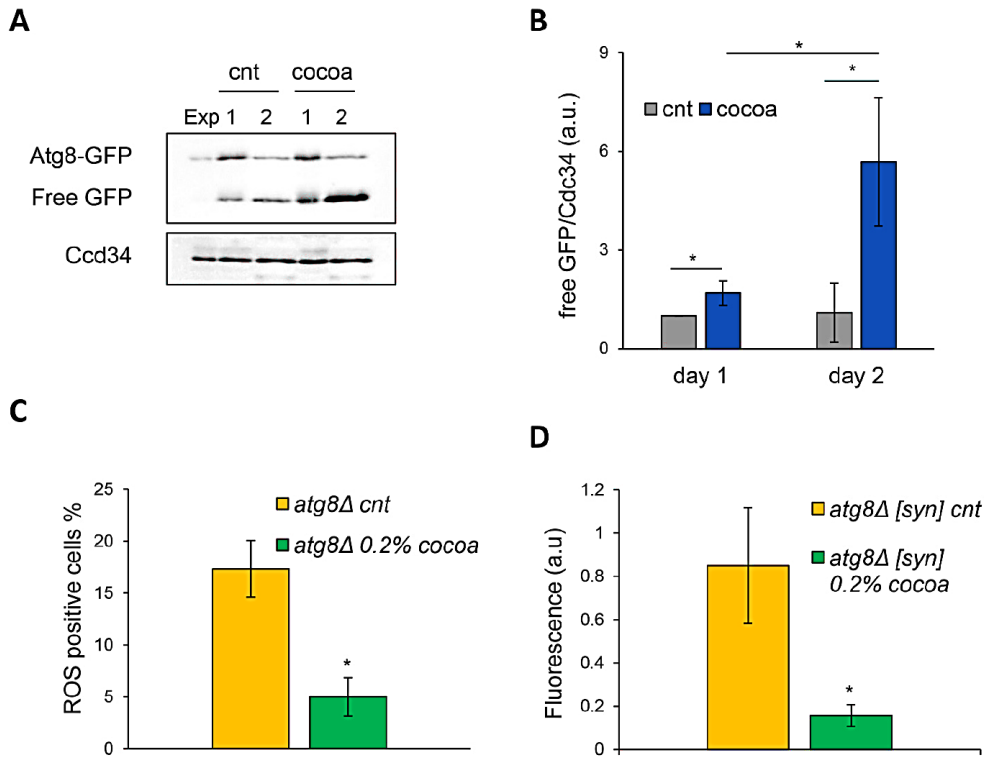 A
cnt cocoa
Exp 1 2 1 2
Atg8-GFP
Free GFP
Ccd34
B
free GFP/Cdc34 (a.u.)
9
6
3
0
cnt cocoa
*
*
*
day 1 day 2
C
ROS positive cells %
25
20
15
10
5
0
atg8Δ cnt
atg8Δ 0.2% cocoa
*
D
Fluorescence (a.u)
1.2
1
0.8
0.6
0.4
0.2
0
atg8Δ [syn] cnt
atg8Δ [syn]
0.2% cocoa
*